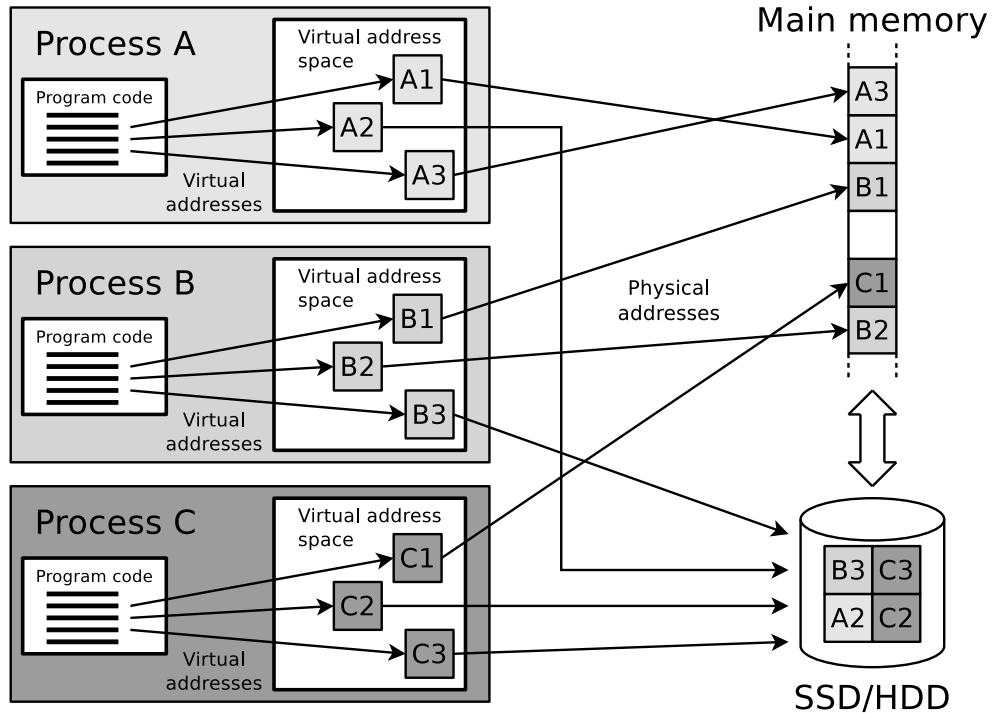 Process A
Program code
Virtual
addresses
Virtual address
space
A1
A2
A3
Process B
Program code
Virtual
addresses
Virtual address
space
B1
B2
B3
Process C
Program code
Virtual
addresses
Virtual address
space
C1
C2
C3
Physical
addresses
Main memory
A3
A1
B1
C1
B2
B3 C3
A2 C2
SSD/HDD